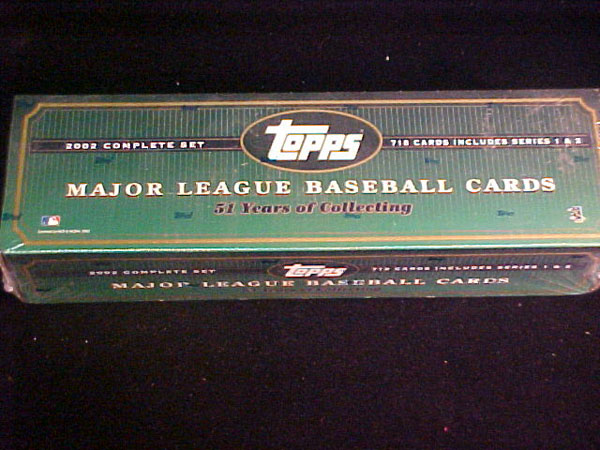 2002 COMPLETE SET
Topps
718 CARDS INCLUDES SERIES 1 & 2
MAJOR LEAGUE BASEBALL CARDS
51 Years of Collecting
2002 COMPLETE SET
Topps
718 CARDS INCLUDES SERIES 1 & 2
MAJOR LEAGUE BASEBALL CARDS